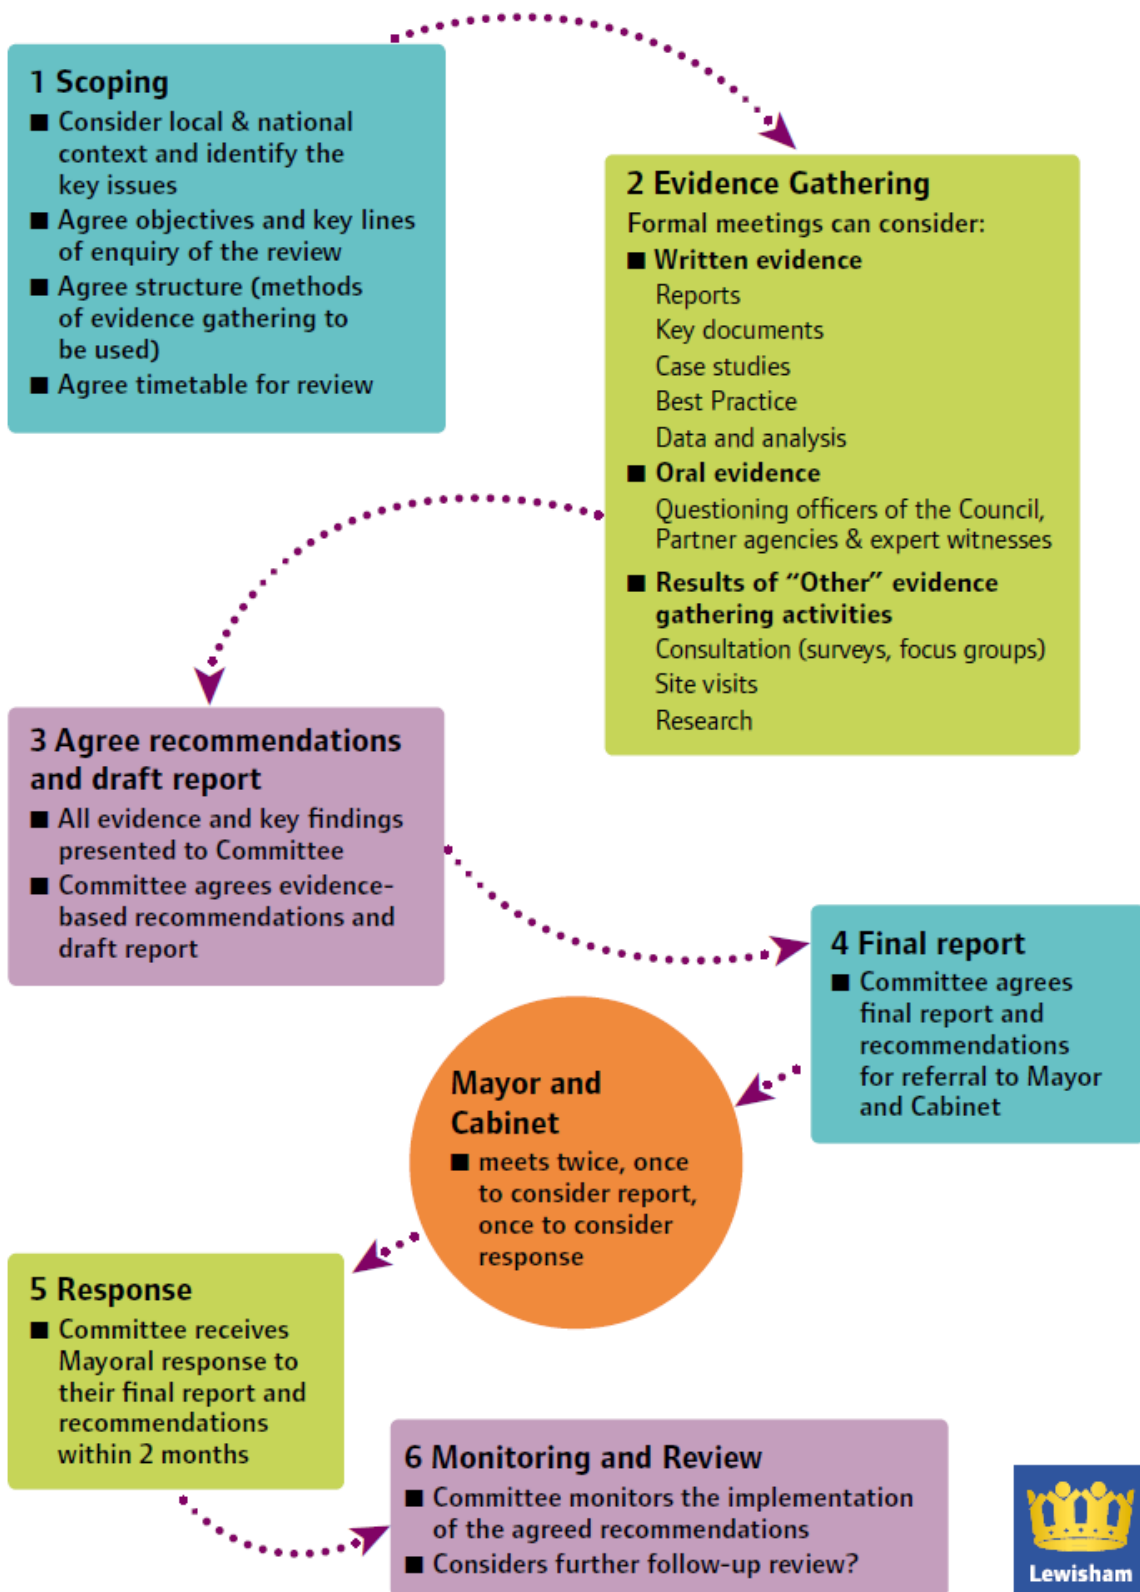 1 Scoping
■ Consider local & national
context and identify the
key issues
■ Agree objectives and key lines
of enquiry of the review
■ Agree structure (methods
of evidence gathering to
be used)
■ Agree timetable for review
2 Evidence Gathering
Formal meetings can consider:
■ Written evidence
Reports
Key documents
Case studies
Best Practice
Data and analysis
■ Oral evidence
Questioning officers of the Council,
Partner agencies & expert witnesses
■ Results of “Other” evidence
gathering activities
Consultation (surveys, focus groups)
Site visits
Research
3 Agree recommendations
and draft report
■ All evidence and key findings
presented to Committee
■ Committee agrees evidence-
based recommendations and
draft report
4 Final report
■ Committee agrees
final report and
recommendations
for referral to Mayor
and Cabinet
Mayor and
Cabinet
■ meets twice, once
to consider report,
once to consider
response
5 Response
■ Committee receives
Mayoral response to
their final report and
recommendations
within 2 months
6 Monitoring and Review
■ Committee monitors the implementation
of the agreed recommendations
■ Considers further follow-up review?
Lewisham